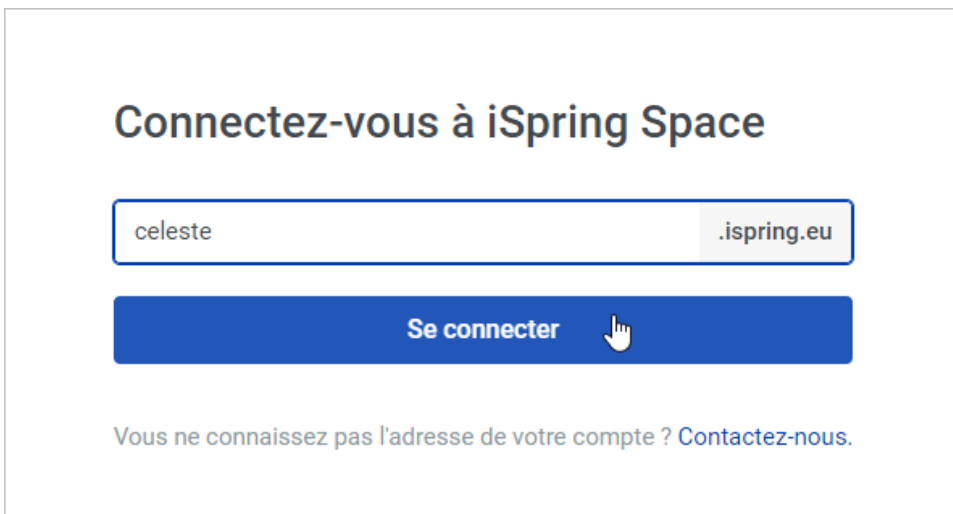 Connectez-vous à iSpring Space
celeste .ispring.eu
Se connecter
Vous ne connaissez pas l'adresse de votre compte ? Contactez-nous.